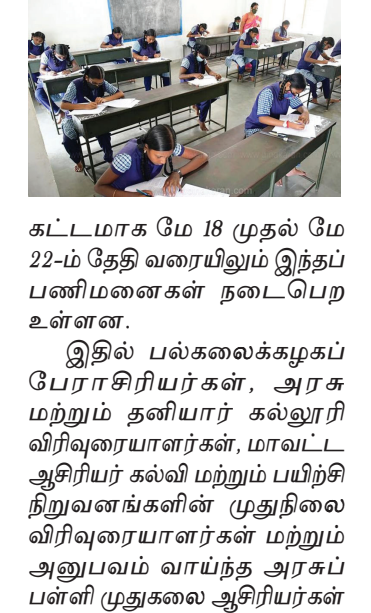 கட்டமாக மே 18 முதல் மே
22-ம் தேதி வரையிலும் இந்தப்
பணிமனைகள் நடைபெற
உள்ளன.
இதில் பல்கலைக்கழகப்
பேராசிரியர்கள், அரசு
மற்றும் தனியார் கல்லூரி
விரிவுரையாளர்கள், மாவட்ட
ஆசிரியர் கல்வி மற்றும் பயிற்சி
நிறுவனங்களின் முதுநிலை
விரிவுரையாளர்கள் மற்றும்
அனுபவம் வாய்ந்த அரசுப்
பள்ளி முதுகலை ஆசிரியர்கள்